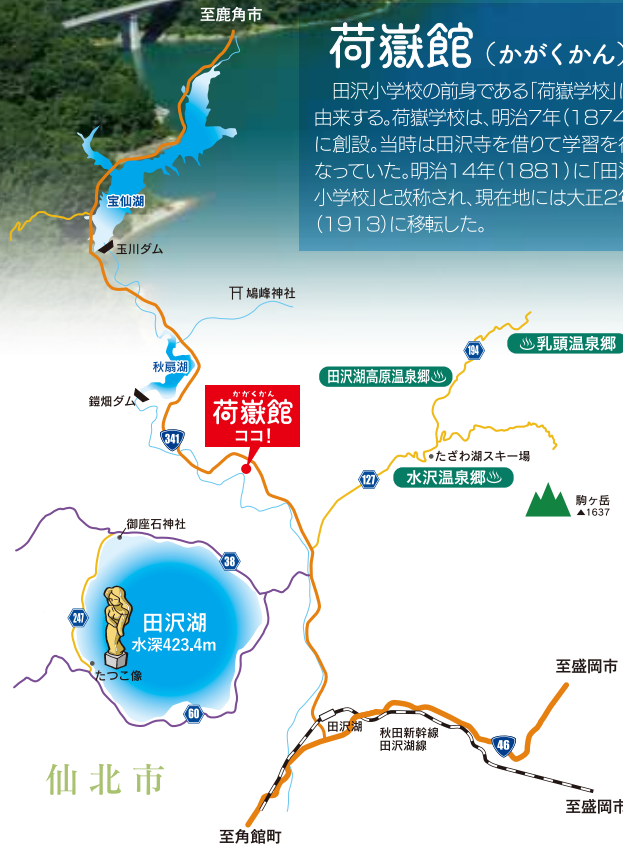 至鹿角市
荷嶽館（かがくかん）
田沢小学校の前身である「荷嶽学校」に
由来する。荷嶽学校は、明治7年（1874
に創設。当時は田沢寺を借りて学習を行
なっていた。明治14年（1881）に「田沢
小学校」と改称され、現在地には大正2年
（1913）に移転した。
宝仙湖
玉川ダム
鳩峰神社
秋扇湖
鎧畑ダム
かがくかん
荷嶽館
ココ！
341
194
乳頭温泉郷
田沢湖高原温泉郷
たざわ湖スキー場
127
水沢温泉郷
駒ヶ岳
▲1637
御座石神社
38
247
田沢湖
水深423.4m
たつこ像
60
至盛岡市
田沢湖
秋田新幹線
田沢湖線
46
仙北市
至盛岡市
至角館町